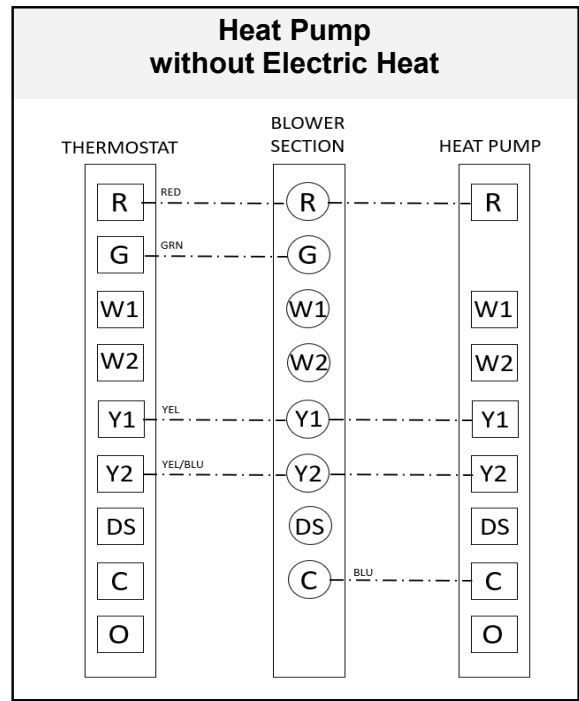 Heat Pump
without Electric Heat
THERMOSTAT
BLOWER
SECTION
HEAT PUMP
R RED R R
G GRN G
W1 W1 W1
W2 W2 W2
Y1 YEL Y1 Y1
Y2 YEL/BLU Y2 Y2
DS DS DS
C C BLU C
O O